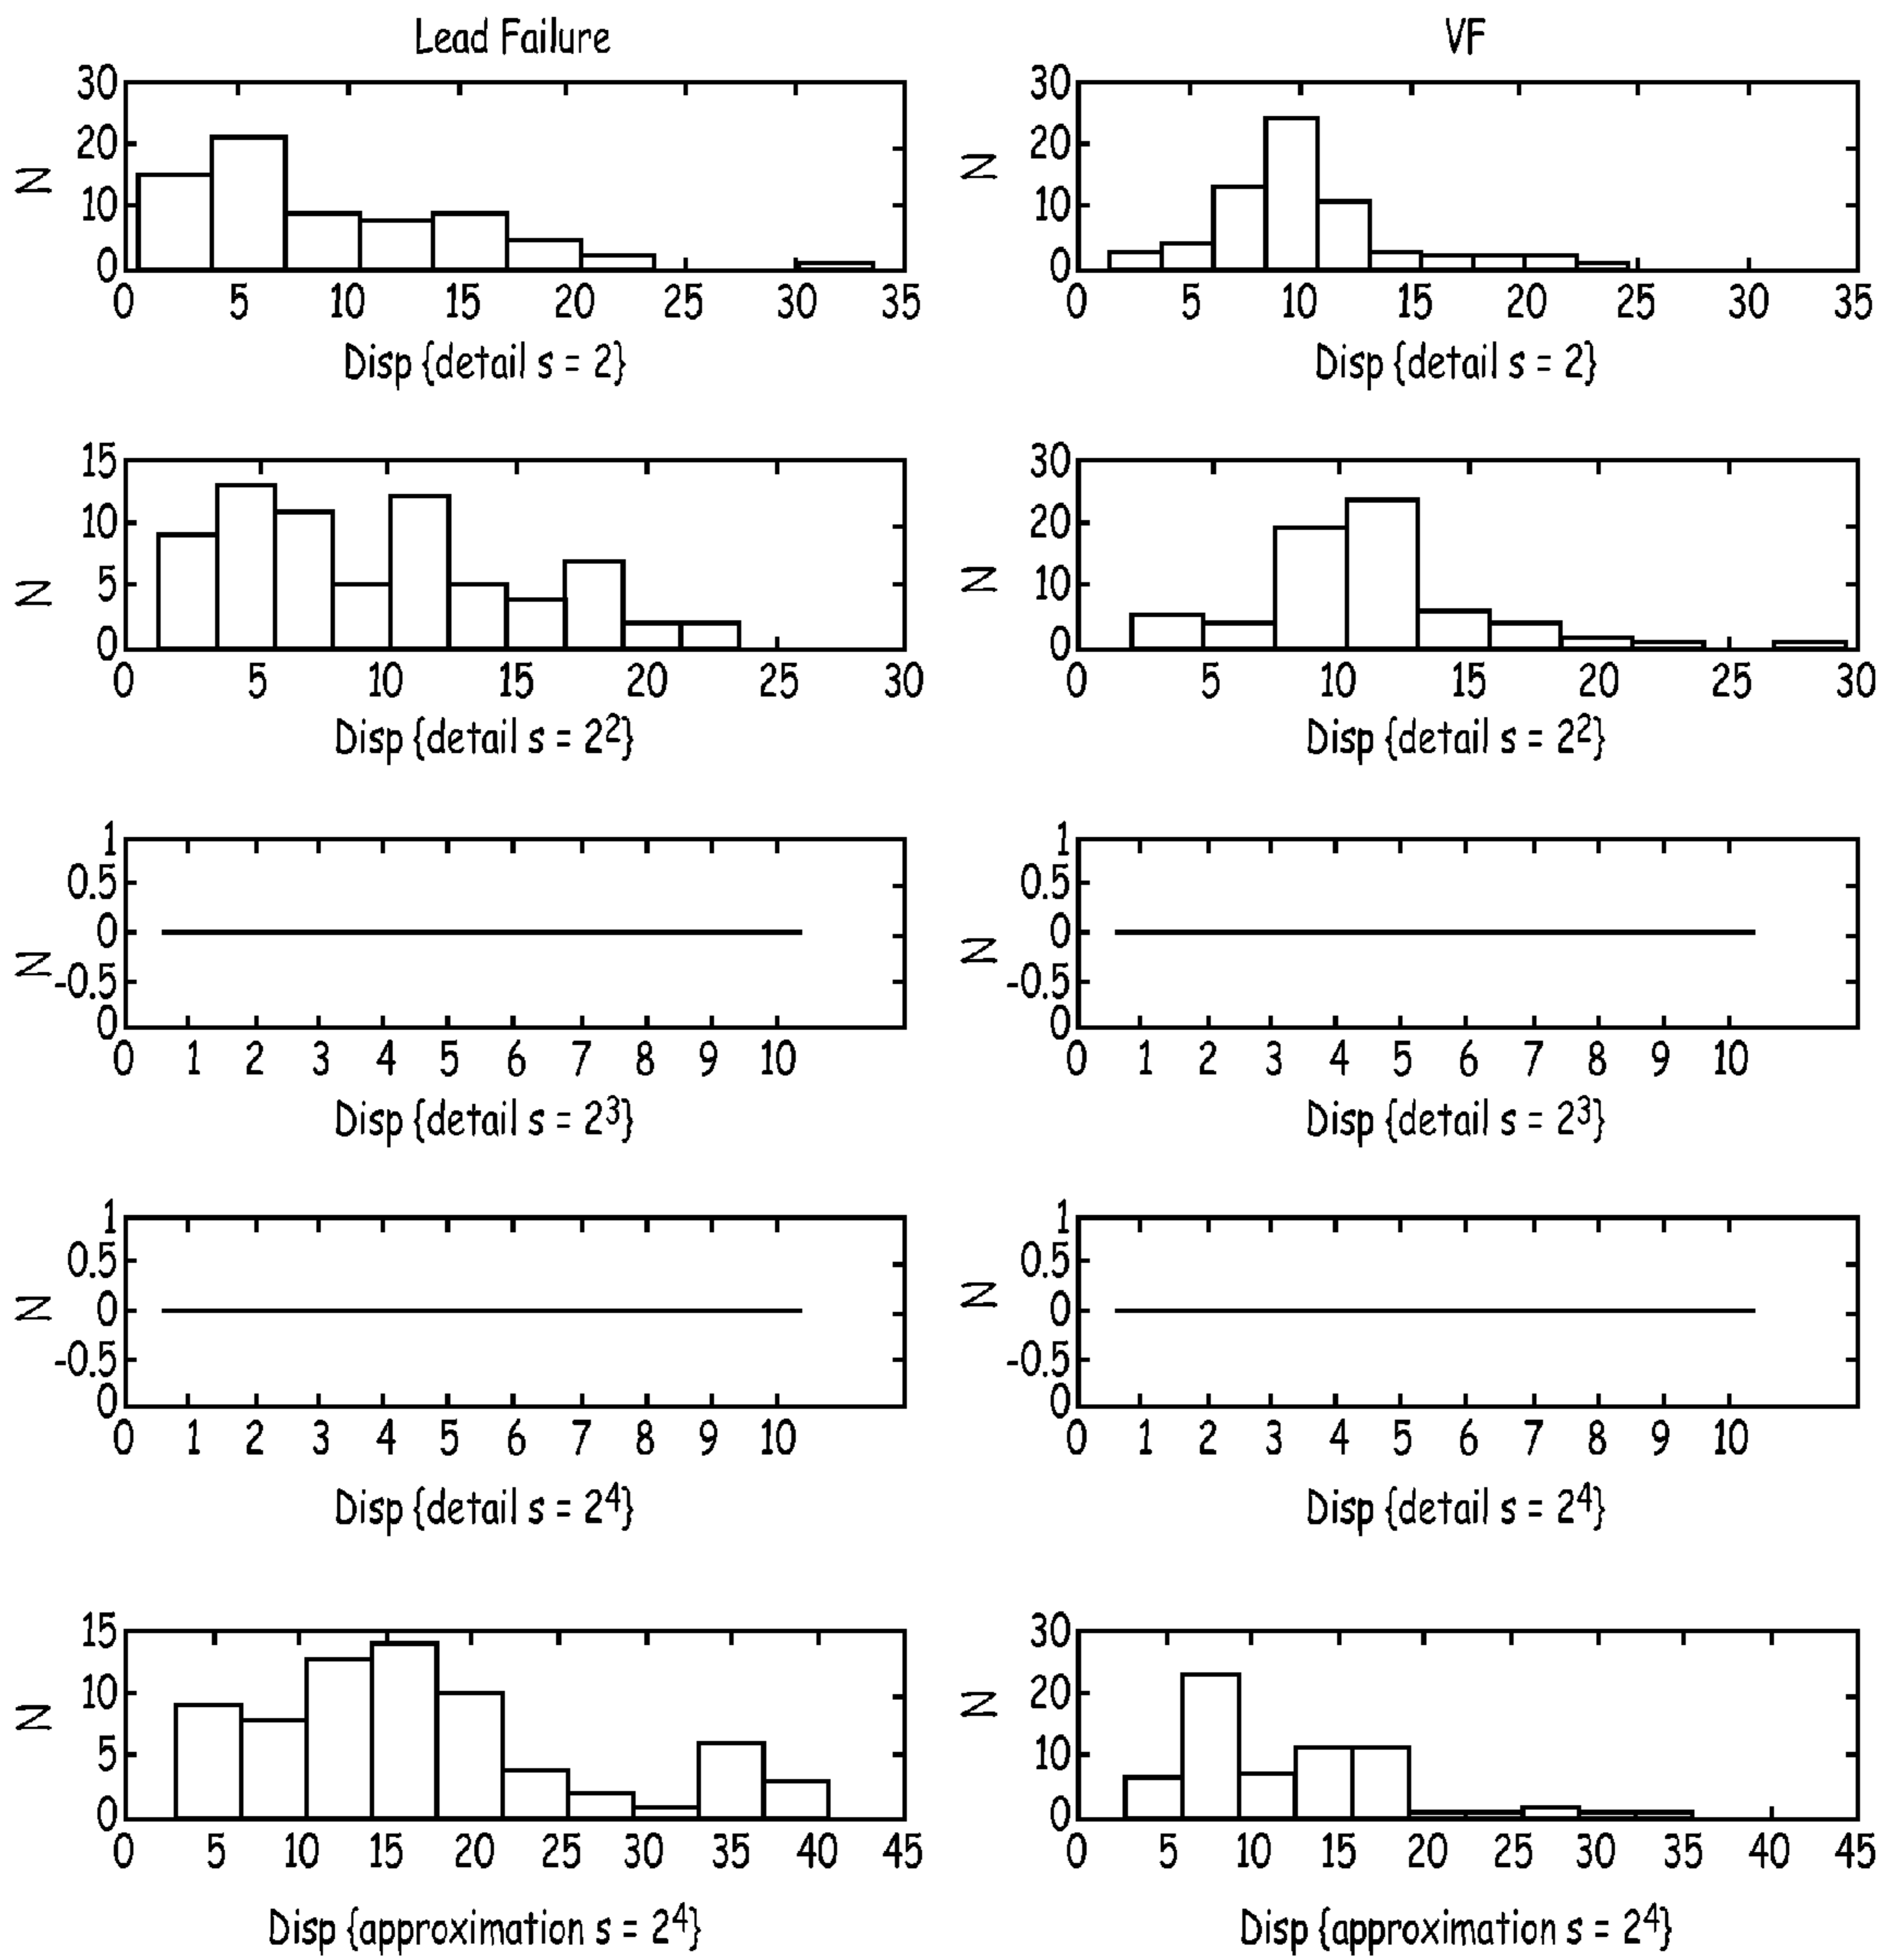 Lead Failure VF
30 30
20 20
N N
10 10
0 0
0 5 10 15 20 25 30 35 0 5 10 15 20 25 30 35
Disp {detail s = 2} Disp {detail s = 2}
15 30
10 20
N N
5 10
0 0
0 5 10 15 20 25 30 0 5 10 15 20 25 30
Disp {detail s = 2²} Disp {detail s = 2²}
1 1
0.5 0.5
0 0
N N
-0.5 -0.5
0 0
0 1 2 3 4 5 6 7 8 9 10 0 1 2 3 4 5 6 7 8 9 10
Disp {detail s = 2³} Disp {detail s = 2³}
1 1
0.5 0.5
N 0 N 0
-0.5 -0.5
0 0
0 1 2 3 4 5 6 7 8 9 10 0 1 2 3 4 5 6 7 8 9 10
Disp {detail s = 2⁴} Disp {detail s = 2⁴}
15 30
10 20
N N
5 10
0 0
0 5 10 15 20 25 30 35 40 45 0 5 10 15 20 25 30 35 40 45
Disp {approximation s = 2⁴} Disp {approximation s = 2⁴}